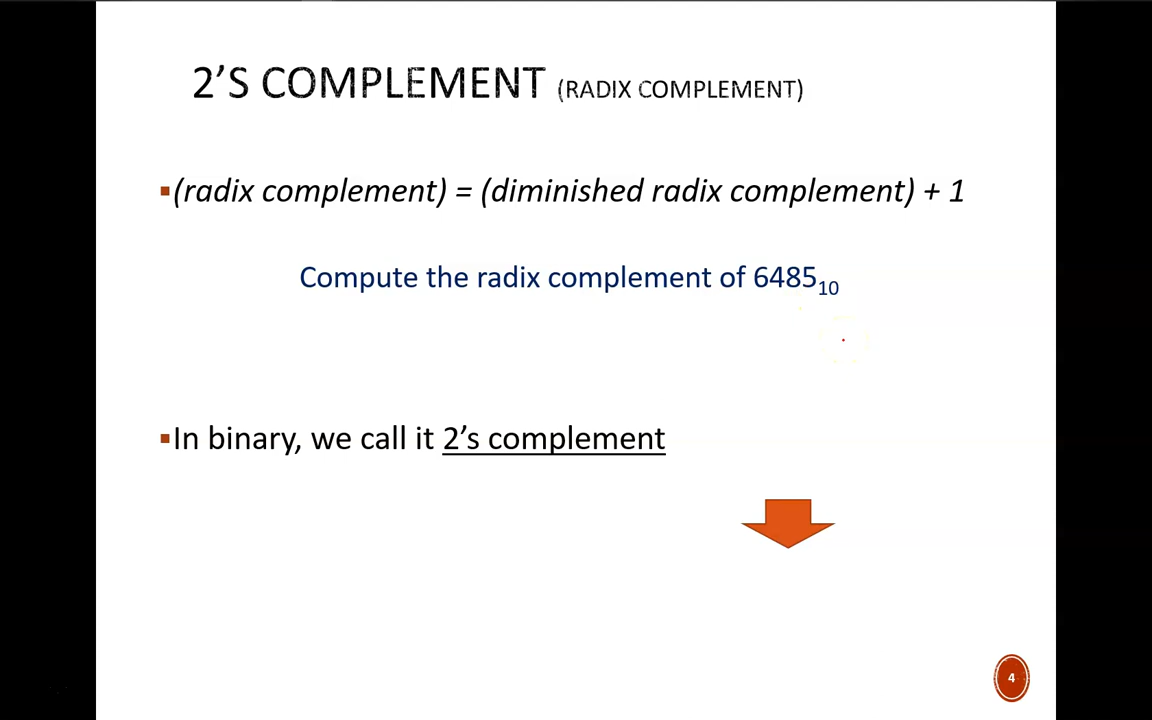 2’S COMPLEMENT (RADIX COMPLEMENT)
▪(radix complement) = (diminished radix complement) + 1
Compute the radix complement of 6485₁₀
▪In binary, we call it 2’s complement
4